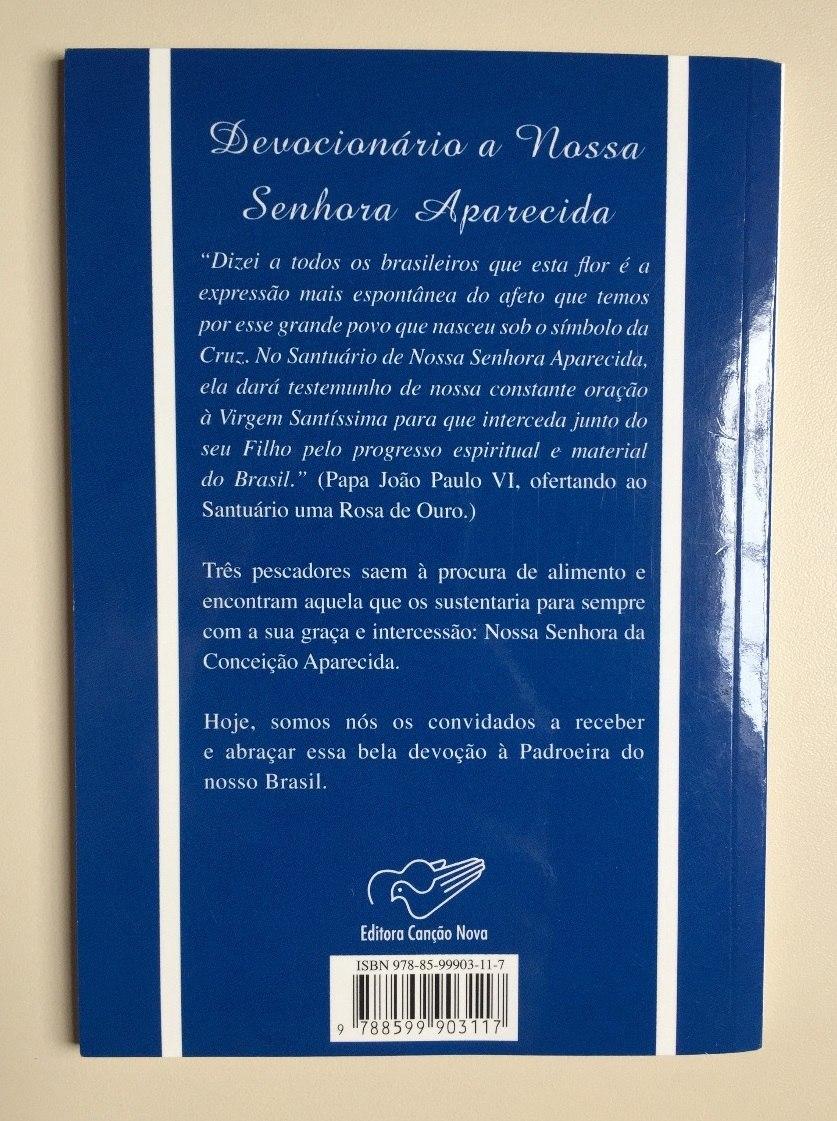 Devocionário a Nossa
Senhora Aparecida
“Dizei a todos os brasileiros que esta flor é a
expressão mais espontânea do afeto que temos
por esse grande povo que nasceu sob o símbolo da
Cruz. No Santuário de Nossa Senhora Aparecida,
ela dará testemunho de nossa constante oração
à Virgem Santíssima para que interceda junto do
seu Filho pelo progresso espiritual e material
do Brasil.” (Papa João Paulo VI, ofertando ao
Santuário uma Rosa de Ouro.)
Três pescadores saem à procura de alimento e
encontram aquela que os sustentaria para sempre
com a sua graça e intercessão: Nossa Senhora da
Conceição Aparecida.
Hoje, somos nós os convidados a receber
e abraçar essa bela devoção à Padroeira do
nosso Brasil.
Editora Canção Nova
ISBN 978-85-99903-11-7
9 788599 903117